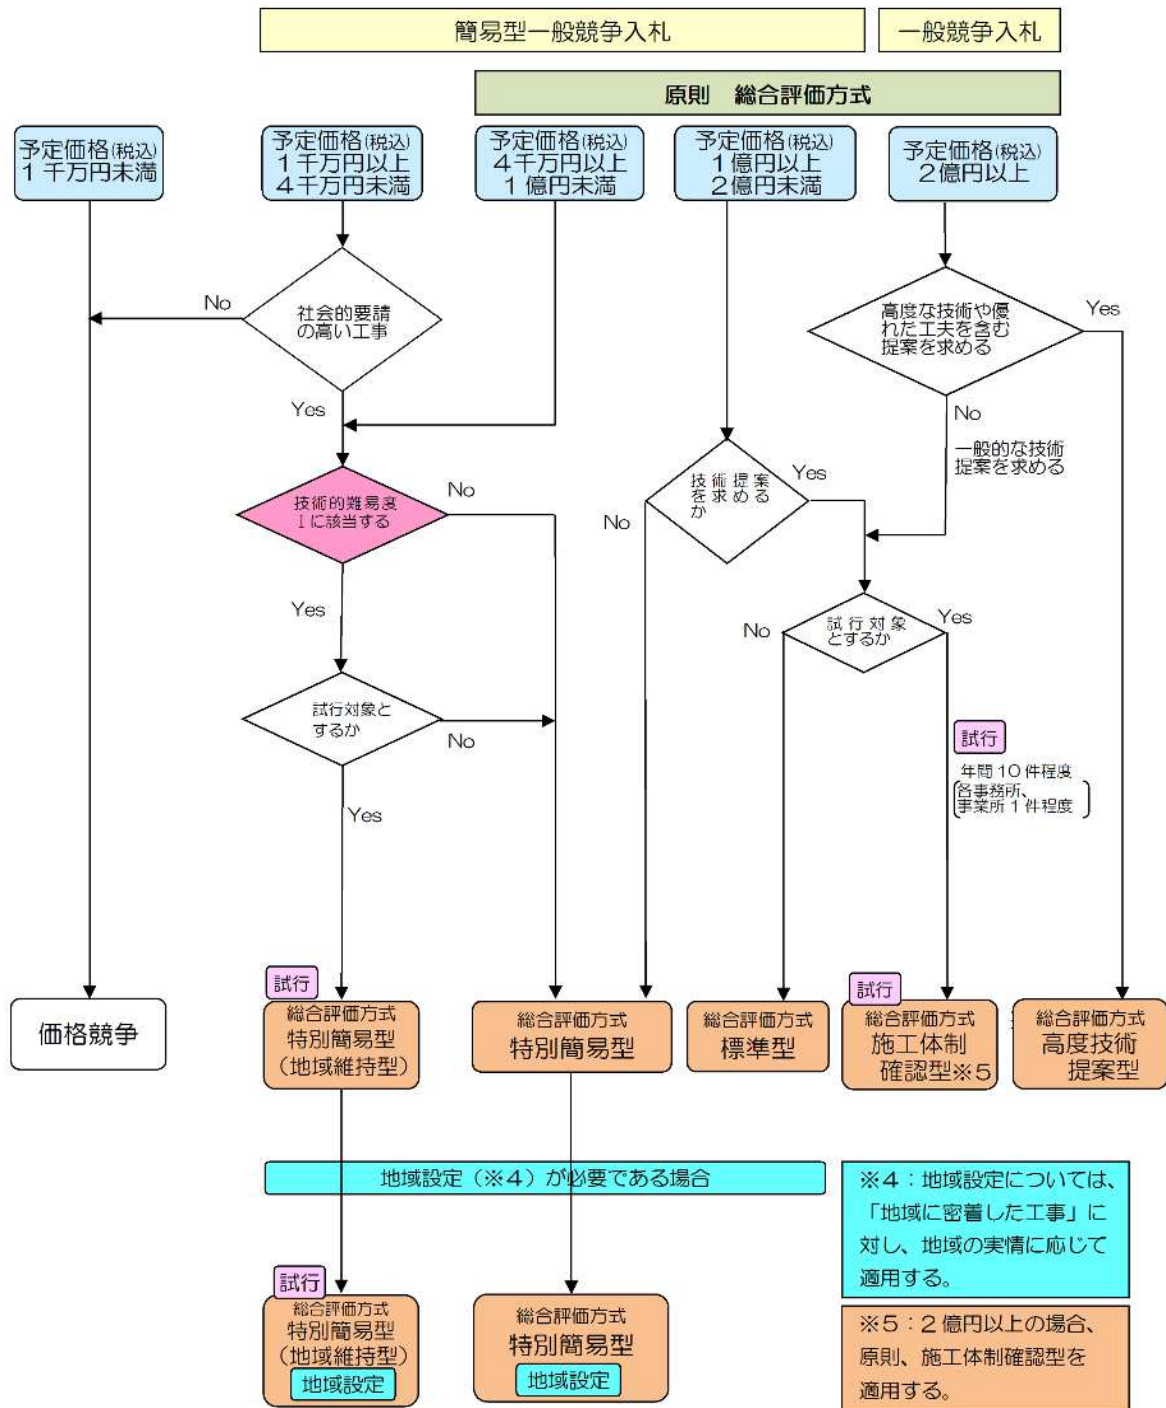 簡易型一般競争入札
一般競争入札
原則　総合評価方式
予定価格(税込)
1千万円未満
予定価格(税込)
1千万円以上
4千万円未満
予定価格(税込)
4千万円以上
1億円未満
予定価格(税込)
1億円以上
2億円未満
予定価格(税込)
2億円以上
No
社会的要請
の高い工事
Yes
高度な技術や優
れた工夫を含む
提案を求める
Yes
No
一般的な技術
提案を求める
技術的難易度
Ⅰに該当する
No
Yes
技術提案
を求める
か
Yes
No
試行対象
とするか
No
Yes
試行対象と
するか
No
Yes
試行
年間10件程度
各事務所、
事業所1件程度
価格競争
試行
総合評価方式
特別簡易型
（地域維持型）
総合評価方式
特別簡易型
総合評価方式
標準型
試行
総合評価方式
施工体制
確認型※5
総合評価方式
高度技術
提案型
地域設定（※4）が必要である場合
※4：地域設定については、
「地域に密着した工事」に
対し、地域の実情に応じて
適用する。
試行
総合評価方式
特別簡易型
（地域維持型）
地域設定
総合評価方式
特別簡易型
地域設定
※5：2億円以上の場合、
原則、施工体制確認型を
適用する。